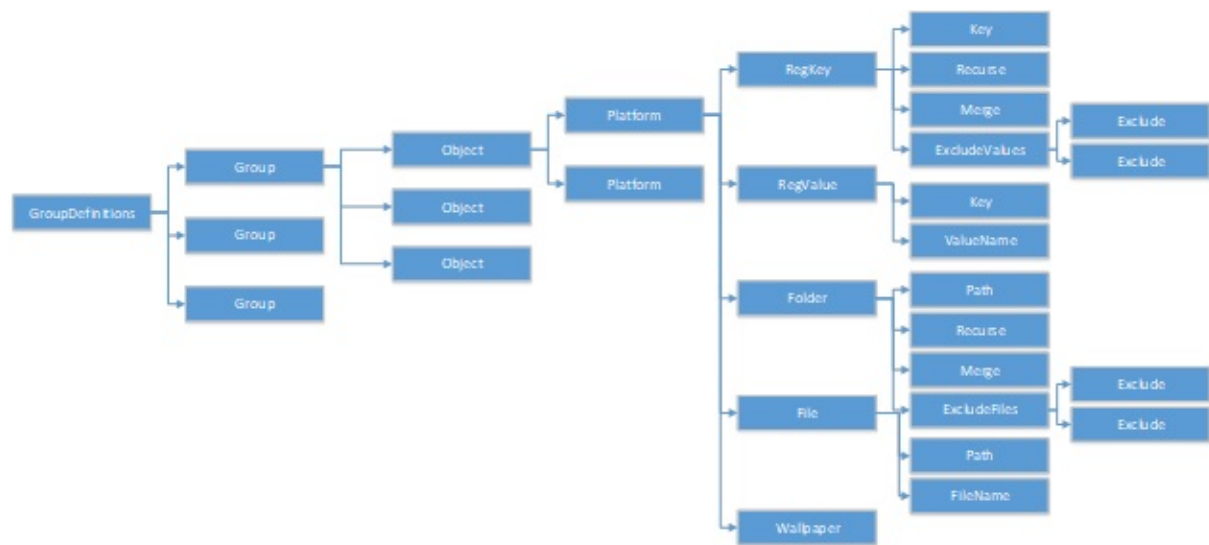 Key
RegKey
Recurse
Merge
Exclude
Platform
Object
ExcludeValues
Group
Exclude
Platform
RegValue
Key
Object
GroupDefinitions
Group
ValueName
Object
Path
Group
Folder
Recurse
Merge
Exclude
File
ExcludeFiles
Exclude
Path
FileName
Wallpaper